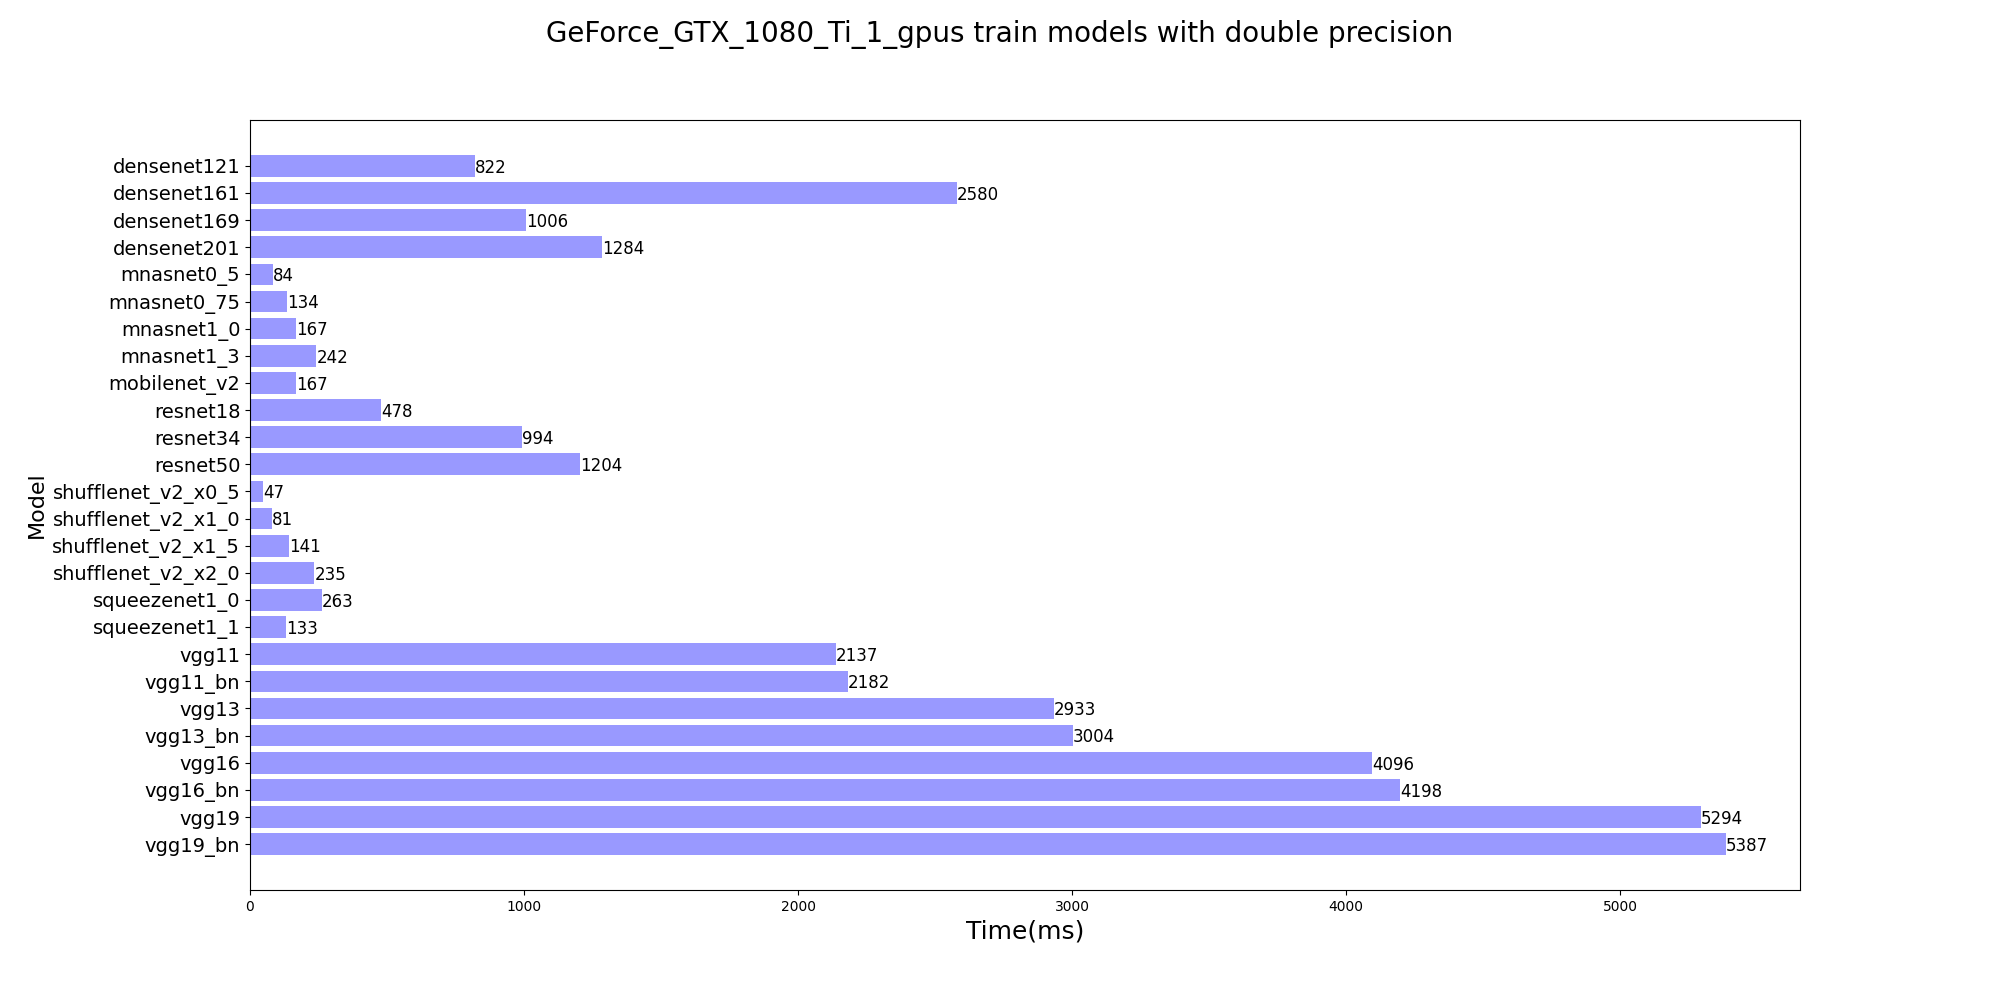 GeForce_GTX_1080_Ti_1_gpus train models with double precision
densenet121 822
densenet161 2580
densenet169 1006
densenet201 1284
mnasnet0_5 84
mnasnet0_75 134
mnasnet1_0 167
mnasnet1_3 242
mobilenet_v2 167
resnet18 478
resnet34 994
resnet50 1204
shufflenet_v2_x0_5 47
shufflenet_v2_x1_0 81
shufflenet_v2_x1_5 141
shufflenet_v2_x2_0 235
squeezenet1_0 263
squeezenet1_1 133
vgg11 2137
vgg11_bn 2182
vgg13 2933
vgg13_bn 3004
vgg16 4096
vgg16_bn 4198
vgg19 5294
vgg19_bn 5387
Model
0 1000 2000 3000 4000 5000
Time(ms)